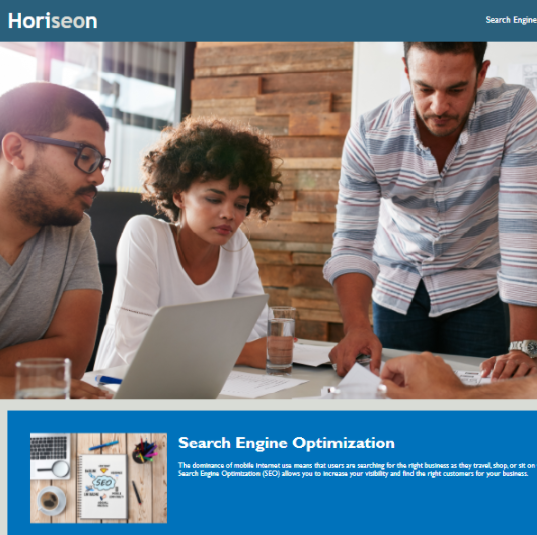 Horiseon
Search Engine
SEO
Search Engine Optimization
The dominance of mobile internet use means that users are searching for the right business as they travel, shop, or sit on
Search Engine Optimization (SEO) allows you to increase your visibility and find the right customers for your business.